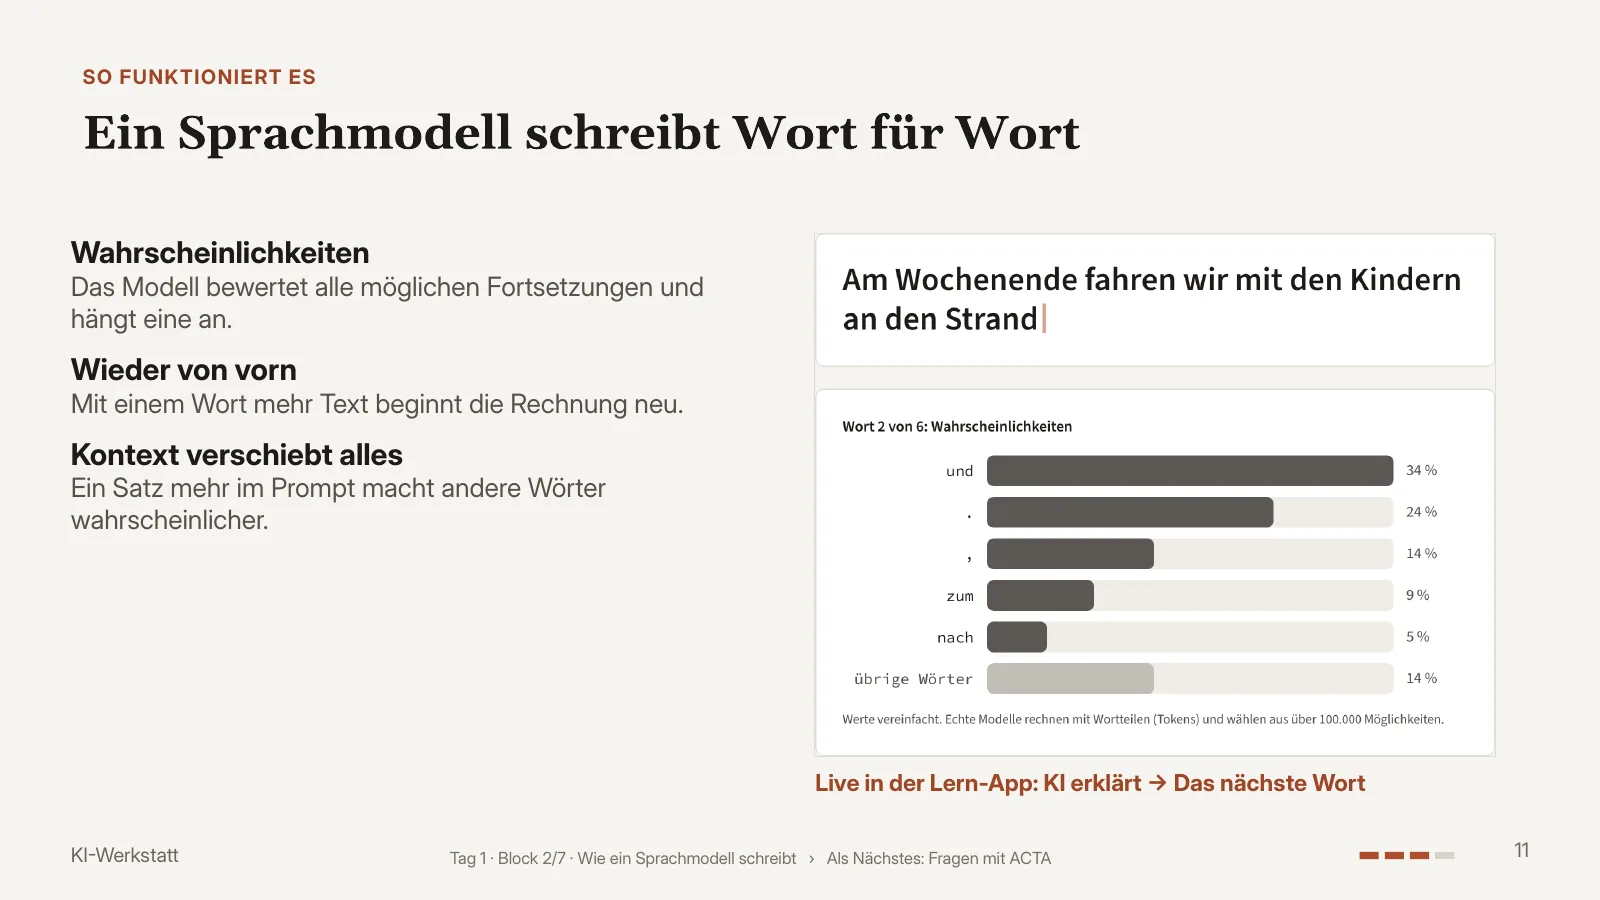 SO FUNKTIONIERT ES
Ein Sprachmodell schreibt Wort für Wort
Wahrscheinlichkeiten
Das Modell bewertet alle möglichen Fortsetzungen und
hängt eine an.
Wieder von vorn
Mit einem Wort mehr Text beginnt die Rechnung neu.
Kontext verschiebt alles
Ein Satz mehr im Prompt macht andere Wörter
wahrscheinlicher.
Am Wochenende fahren wir mit den Kindern
an den Strand
Wort 2 von 6: Wahrscheinlichkeiten
und 34 %
. 24 %
, 14 %
zum 9 %
nach 5 %
übrige Wörter 14 %
Werte vereinfacht. Echte Modelle rechnen mit Wortteilen (Tokens) und wählen aus über 100.000 Möglichkeiten.
Live in der Lern-App: KI erklärt → Das nächste Wort
KI-Werkstatt
Tag 1 · Block 2/7 · Wie ein Sprachmodell schreibt › Als Nächstes: Fragen mit ACTA
11